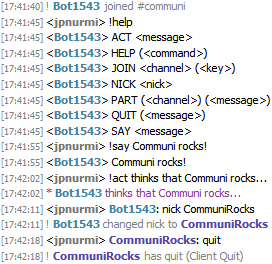 [17:41:40] ! Bot1543 joined #communi
[17:41:45] <jpnurmi> !help
[17:41:45] <Bot1543> ACT <message>
[17:41:45] <Bot1543> HELP (<command>)
[17:41:45] <Bot1543> JOIN <channel> (<key>)
[17:41:45] <Bot1543> NICK <nick>
[17:41:45] <Bot1543> PART (<channel>) (<message>)
[17:41:45] <Bot1543> QUIT (<message>)
[17:41:45] <Bot1543> SAY <message>
[17:41:55] <jpnurmi> !say Communi rocks!
[17:41:55] <Bot1543> Communi rocks!
[17:42:02] <jpnurmi> !act thinks that Communi rocks...
[17:42:02] * Bot1543 thinks that Communi rocks...
[17:42:11] <jpnurmi> Bot1543: nick CommuniRocks
[17:42:11] ! Bot1543 changed nick to CommuniRocks
[17:42:18] <jpnurmi> CommuniRocks: quit
[17:42:18] ! CommuniRocks has quit (Client Quit)